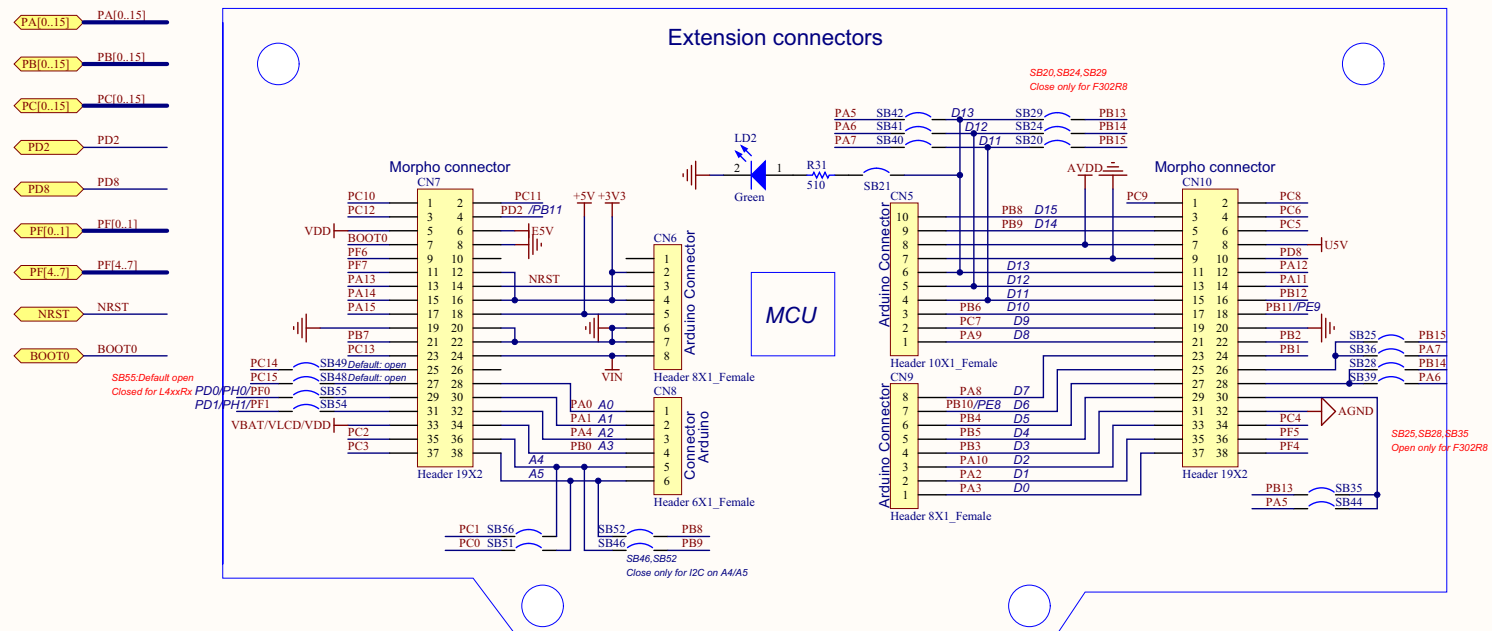 Extension connectors
PA[0..15] PA[0..15]
PB[0..15] PB[0..15]
PC[0..15] PC[0..15]
PD2 PD2
PD8 PD8
PF[0..1] PF[0..1]
PF[4..7] PF[4..7]
NRST NRST
BOOT0 BOOT0
SB55:Default open
Closed for L4xxRx
Morpho connector
CN7
PC10 1 2 PC11
PC12 3 4 PD2 /PB11
VDD 5 6 E5V
BOOT0 7 8
PF6 9 10
PF7 11 12
PA13 13 14 NRST
PA14 15 16
PA15 17 18
19 20
PB7 21 22
PC13 23 24
PC14 SB49 Default: open 25 26
PC15 SB48 Default: open 27 28
PD0/PH0/PF0 SB55 29 30
PD1/PH1/PF1 SB54 31 32
VBAT/VLCD/VDD 33 34
PC2 35 36
PC3 37 38
Header 19X2
+5V +3V3
CN6
1
2
3
4
5
6
7
8
Arduino Connector
Header 8X1_Female
VIN
CN8
PA0 A0 1
PA1 A1 2
PA4 A2 3
PB0 A3 4
A4 5
A5 6
Connector
Arduino
Header 6X1_Female
PC1 SB56 SB52 PB8
PC0 SB51 SB46 PB9
SB46,SB52
Close only for I2C on A4/A5
MCU
LD2
2 1
Green
R31
510
SB21
SB20,SB24,SB29
Close only for F302R8
PA5 SB42 D13 SB29 PB13
PA6 SB41 D12 SB24 PB14
PA7 SB40 D11 SB20 PB15
AVDD
CN5
Arduino Connector
10 PB8 D15
9 PB9 D14
8
7
6 D13
5 D12
4 D11
3 PB6 D10
2 PC7 D9
1 PA9 D8
Header 10X1_Female
CN9
Arduino Connector
8 PA8 D7
7 PB10/PE8 D6
6 PB4 D5
5 PB5 D4
4 PB3 D3
3 PA10 D2
2 PA2 D1
1 PA3 D0
Header 8X1_Female
Morpho connector
CN10
PC9 1 2 PC8
3 4 PC6
5 6 PC5
7 8 U5V
9 10 PD8
11 12 PA12
13 14 PA11
15 16 PB12
17 18 PB11/PE9
19 20
21 22 PB2
23 24 PB1
25 26
27 28
29 30
31 32 PC4
33 34 PF5
35 36 PF4
37 38
Header 19X2
SB25 PB15
SB36 PA7
SB28 PB14
SB39 PA6
AGND
SB25,SB28,SB35
Open only for F302R8
PB13 SB35
PA5 SB44